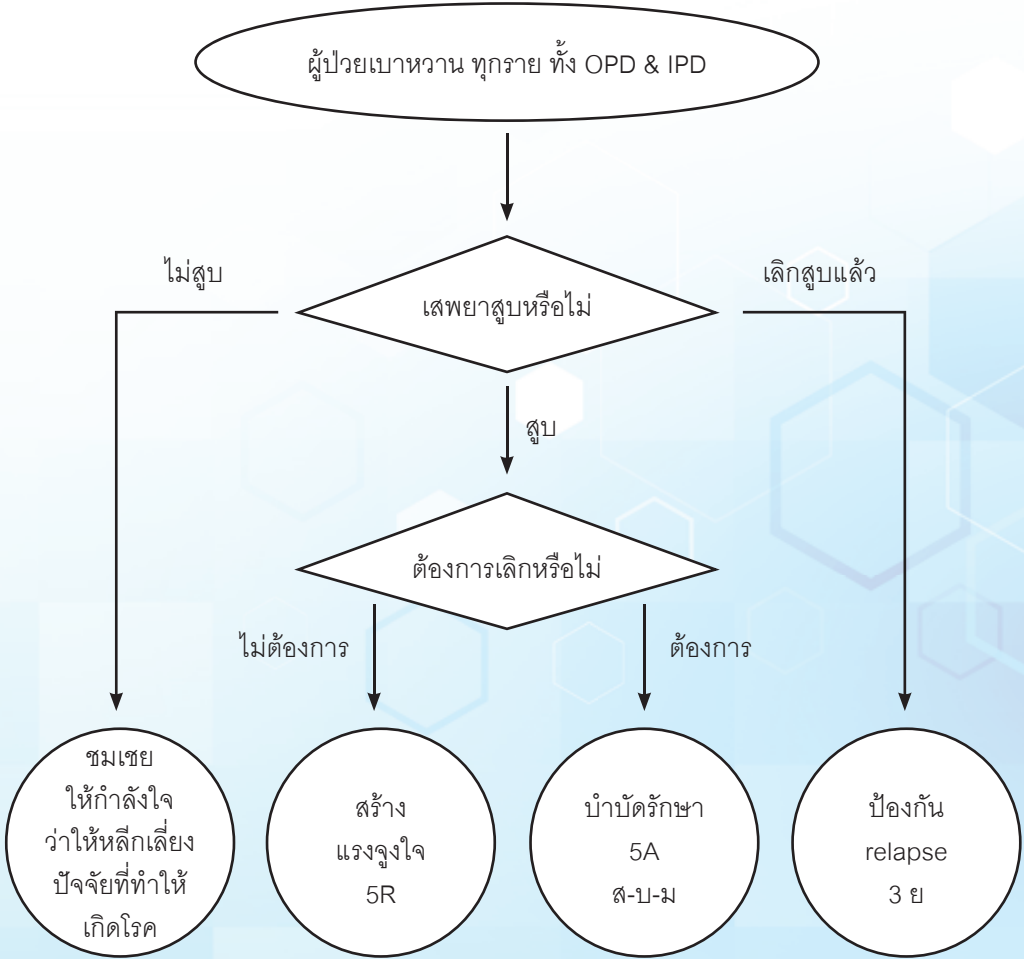 ผู้ป่วยเบาหวาน ทุกราย ทั้ง OPD & IPD
ไม่สูบ
เสพยาสูบหรือไม่
เลิกสูบแล้ว
สูบ
ต้องการเลิกหรือไม่
ไม่ต้องการ
ต้องการ
ชมเชย
ให้กำลังใจ
ว่าให้หลีกเลี่ยง
ปัจจัยที่ทำให้
เกิดโรค
สร้าง
แรงจูงใจ
5R
บำบัดรักษา
5A
ส-บ-ม
ป้องกัน
relapse
3 ย